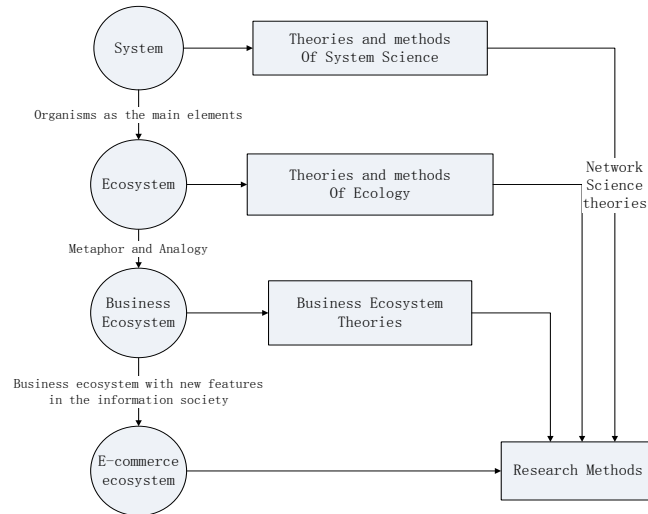 System
Theories and methods
Of System Science
Organisms as the main elements
Network
Science
theories
Ecosystem
Theories and methods
Of Ecology
Metaphor and Analogy
Business
Ecosystem
Business Ecosystem
Theories
Business ecosystem with new features
in the information society
E-commerce
ecosystem
Research Methods